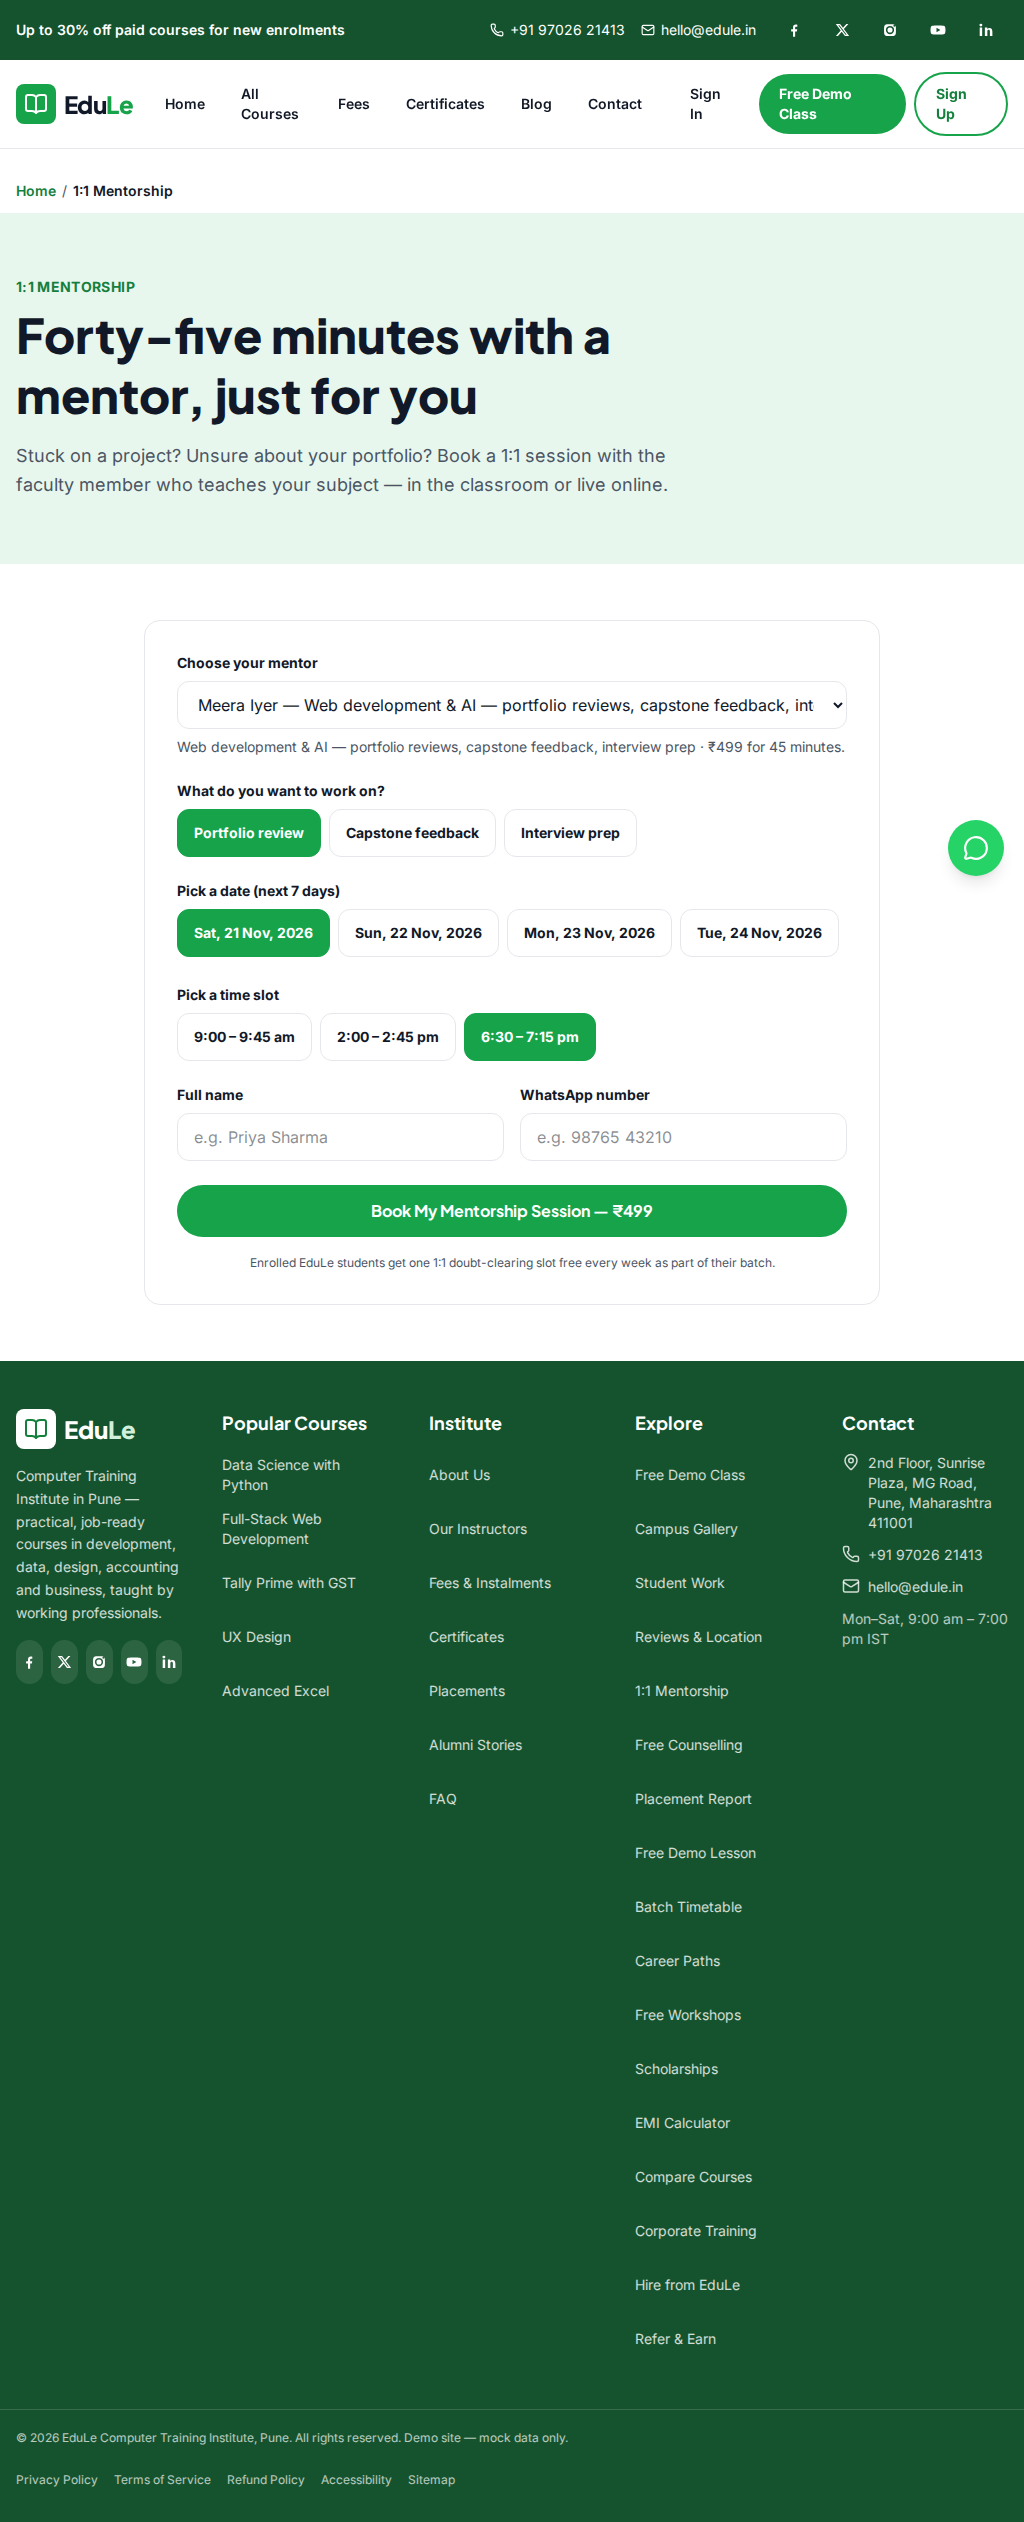 Up to 30% off paid courses for new enrolments
+91 97026 21413
hello@edule.in
EduLe
Home
All Courses
Fees
Certificates
Blog
Contact
Sign In
Free Demo Class
Sign Up
Home / 1:1 Mentorship
1:1 MENTORSHIP
Forty-five minutes with a
mentor, just for you
Stuck on a project? Unsure about your portfolio? Book a 1:1 session with the
faculty member who teaches your subject — in the classroom or live online.
Choose your mentor
Meera Iyer — Web development & AI — portfolio reviews, capstone feedback, int
Web development & AI — portfolio reviews, capstone feedback, interview prep · ₹499 for 45 minutes.
What do you want to work on?
Portfolio review
Capstone feedback
Interview prep
Pick a date (next 7 days)
Sat, 21 Nov, 2026
Sun, 22 Nov, 2026
Mon, 23 Nov, 2026
Tue, 24 Nov, 2026
Pick a time slot
9:00 – 9:45 am
2:00 – 2:45 pm
6:30 – 7:15 pm
Full name
WhatsApp number
e.g. Priya Sharma
e.g. 98765 43210
Book My Mentorship Session — ₹499
Enrolled EduLe students get one 1:1 doubt-clearing slot free every week as part of their batch.
EduLe
Computer Training
Institute in Pune —
practical, job-ready
courses in development,
data, design, accounting
and business, taught by
working professionals.
Popular Courses
Data Science with
Python
Full-Stack Web
Development
Tally Prime with GST
UX Design
Advanced Excel
Institute
About Us
Our Instructors
Fees & Instalments
Certificates
Placements
Alumni Stories
FAQ
Explore
Free Demo Class
Campus Gallery
Student Work
Reviews & Location
1:1 Mentorship
Free Counselling
Placement Report
Free Demo Lesson
Batch Timetable
Career Paths
Free Workshops
Scholarships
EMI Calculator
Compare Courses
Corporate Training
Hire from EduLe
Refer & Earn
Contact
2nd Floor, Sunrise
Plaza, MG Road,
Pune, Maharashtra
411001
+91 97026 21413
hello@edule.in
Mon–Sat, 9:00 am – 7:00
pm IST
© 2026 EduLe Computer Training Institute, Pune. All rights reserved. Demo site — mock data only.
Privacy Policy
Terms of Service
Refund Policy
Accessibility
Sitemap